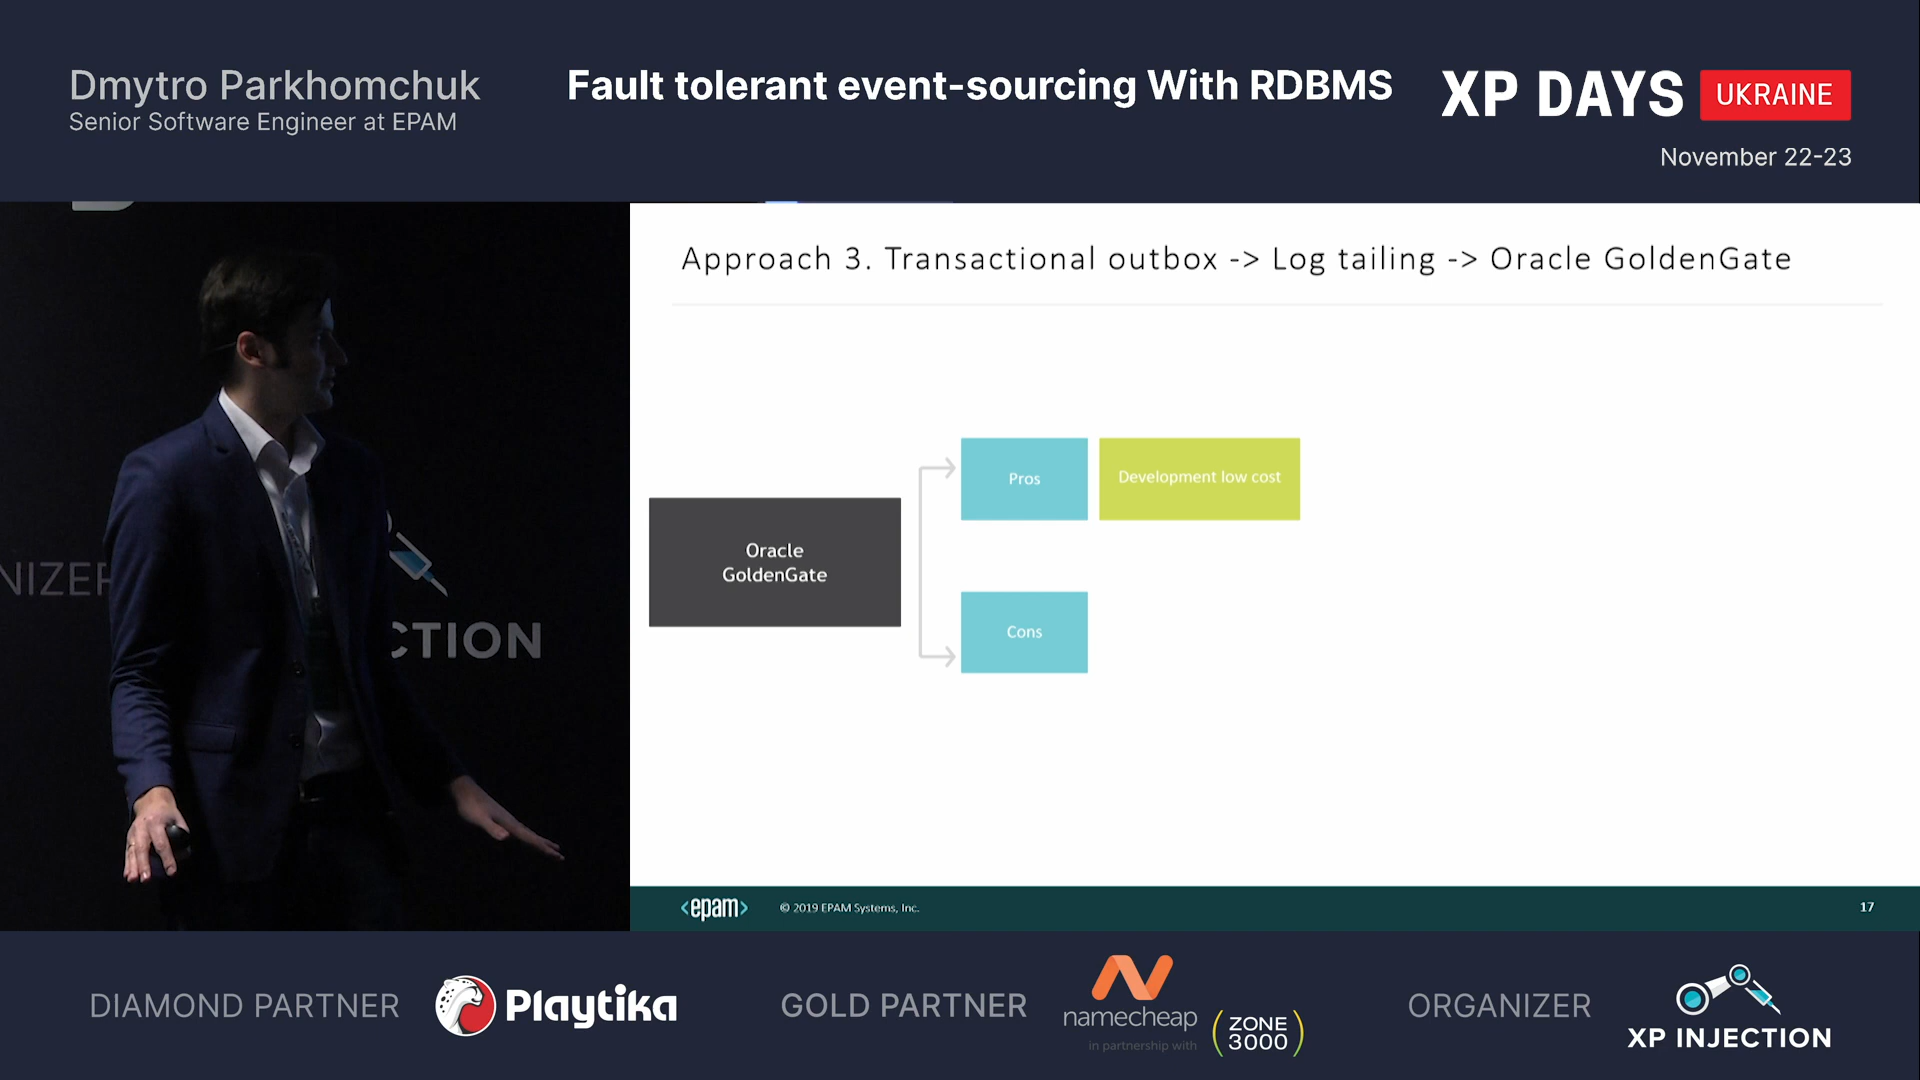 Dmytro Parkhomchuk
Senior Software Engineer at EPAM
Fault tolerant event-sourcing With RDBMS
XP DAYS UKRAINE
November 22-23
NIZER
CTION
Approach 3. Transactional outbox -> Log tailing -> Oracle GoldenGate
Oracle
GoldenGate
Pros
Development low cost
Cons
<epam>
© 2019 EPAM Systems, Inc.
17
DIAMOND PARTNER
Playtika
GOLD PARTNER
namecheap
in partnership with
ZONE
3000
ORGANIZER
XP INJECTION